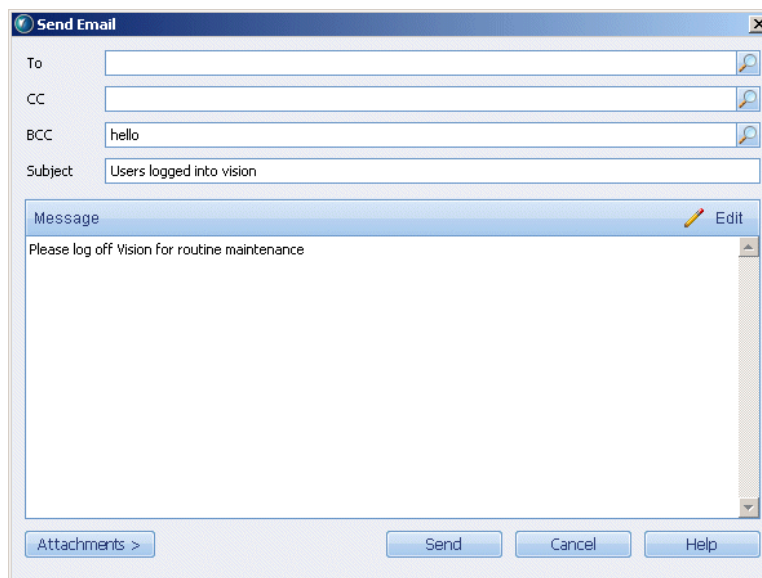 Send Email
To
CC
BCC hello
Subject Users logged into vision
Message Edit
Please log off Vision for routine maintenance
Attachments > Send Cancel Help